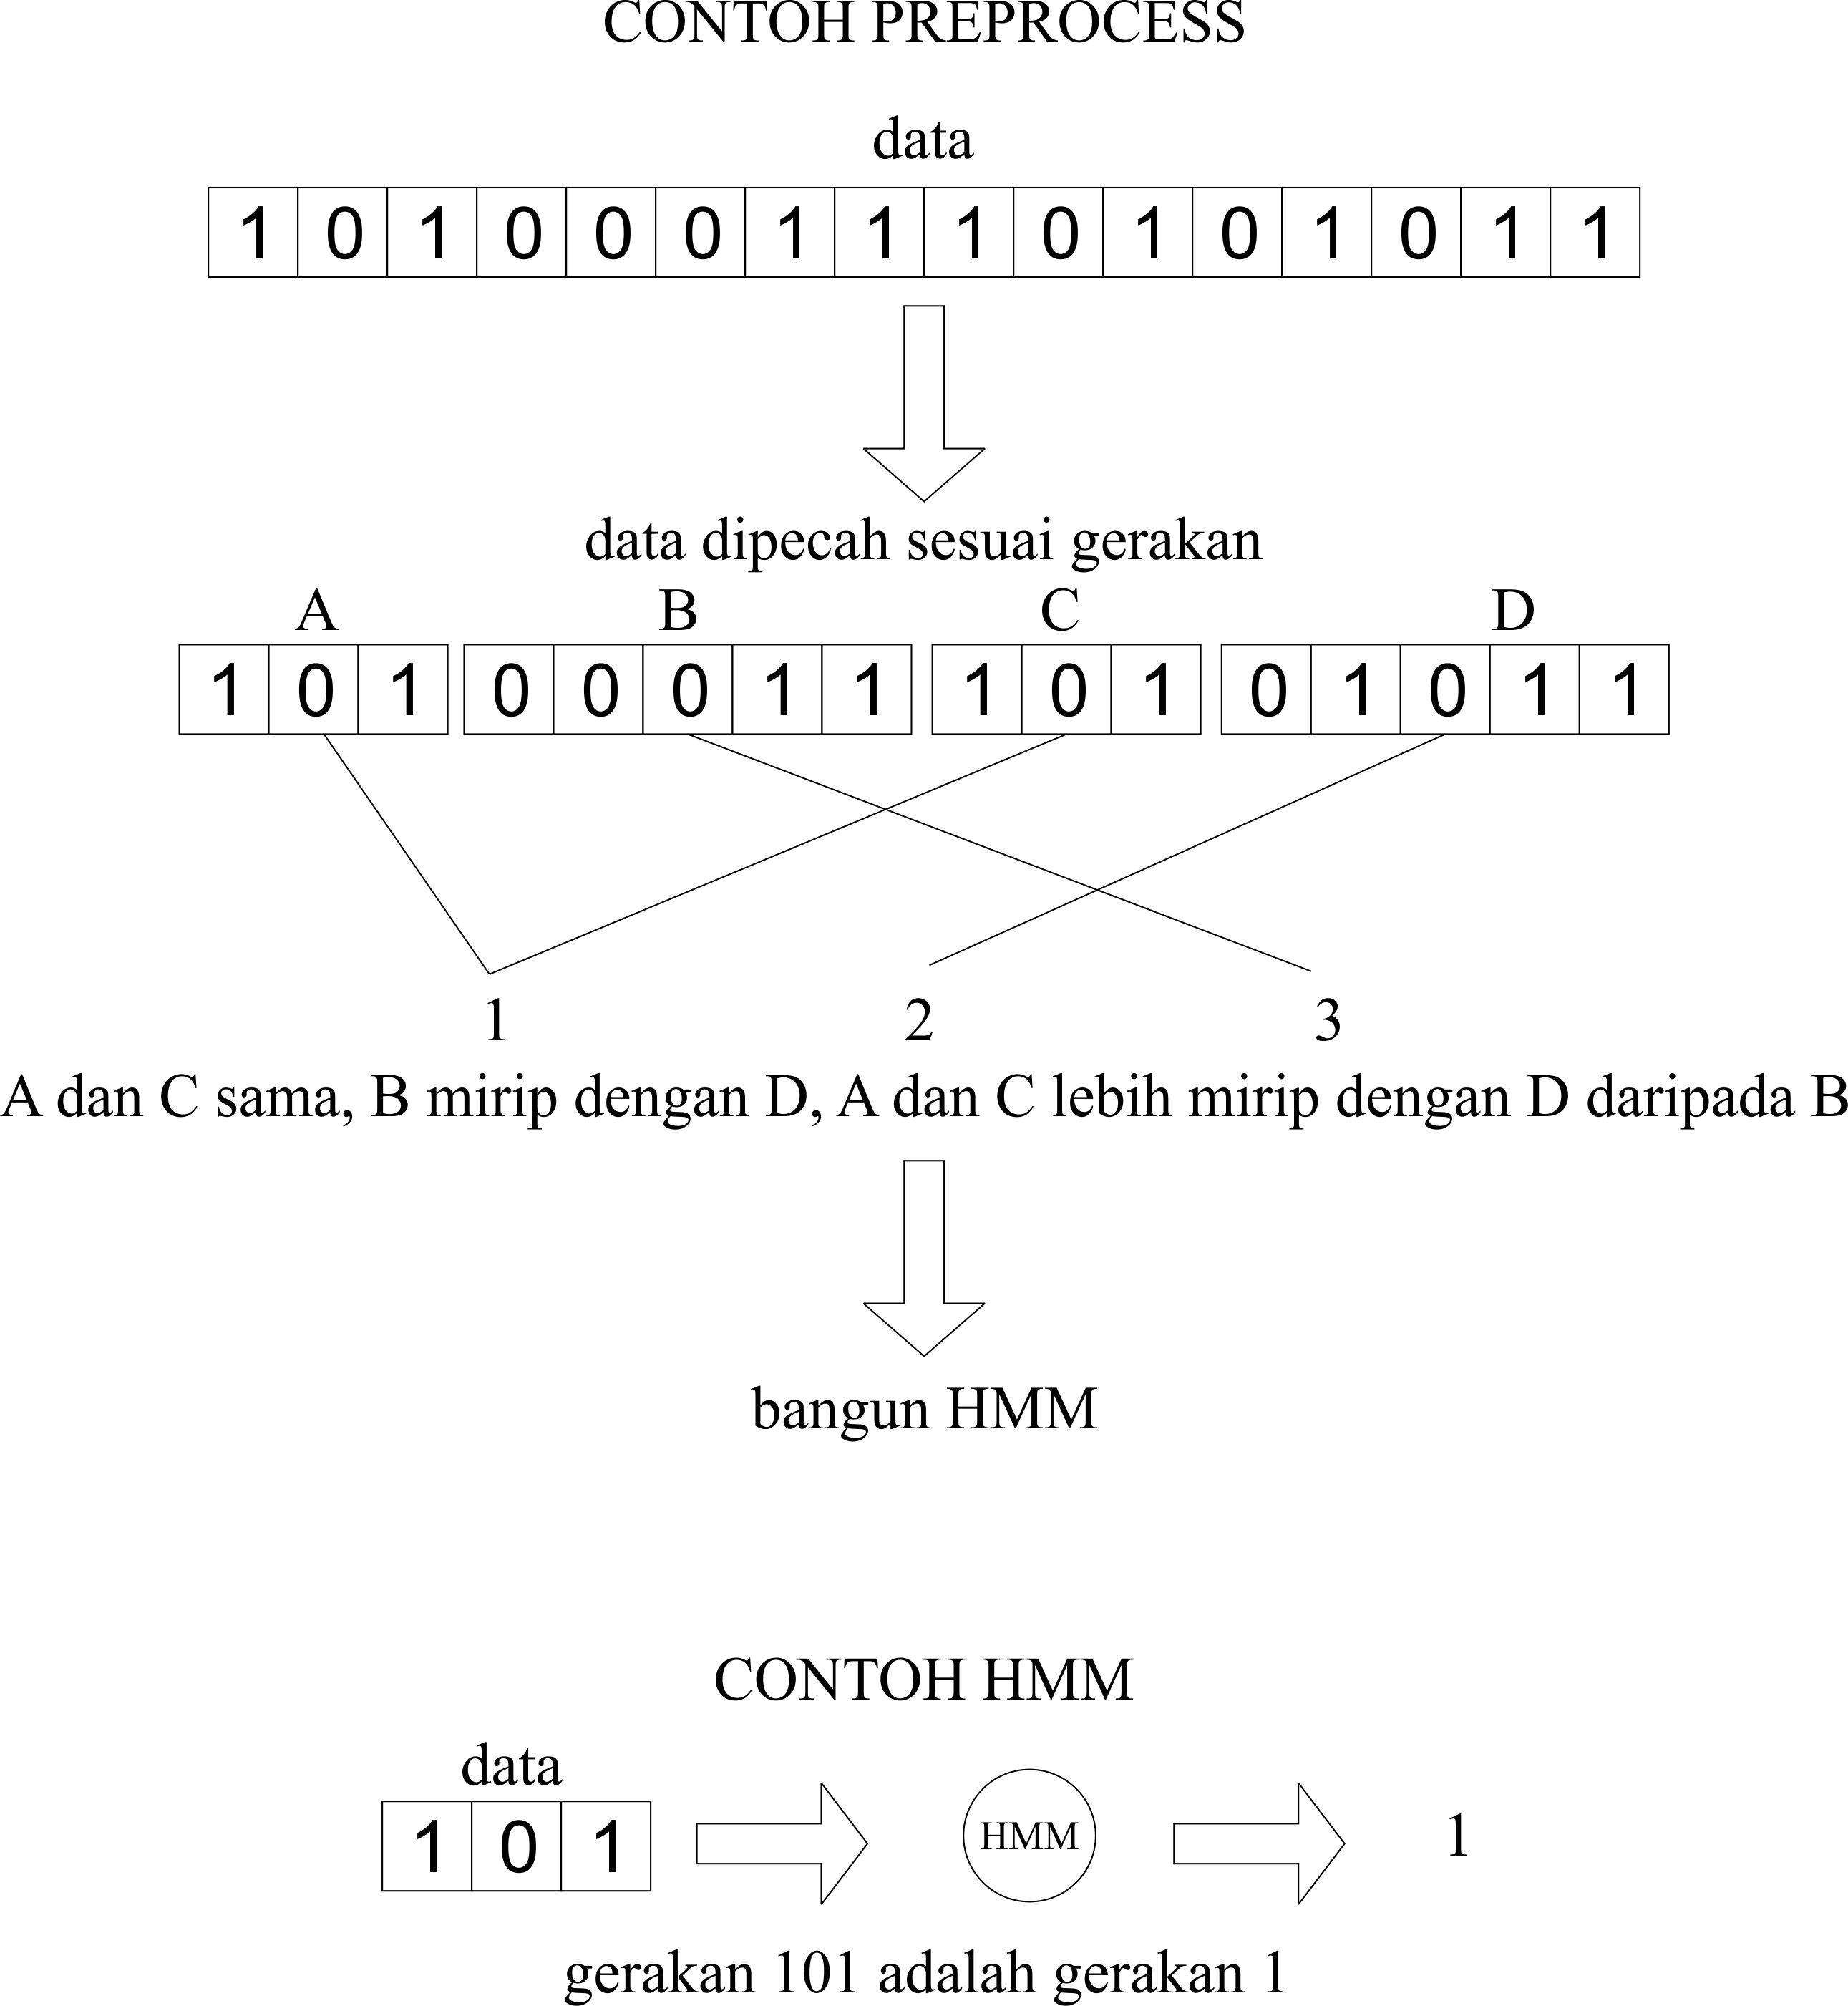 CONTOH PREPROCESS
data
1 0 1 0 0 0 1 1 1 0 1 0 1 0 1 1
data dipecah sesuai gerakan
A B C D
1 0 1 0 0 0 1 1 1 0 1 0 1 0 1 1
1 2 3
A dan C sama, B mirip dengan D, A dan C lebih mirip dengan D daripada B
bangun HMM
CONTOH HMM
data
1 0 1 HMM 1
gerakan 101 adalah gerakan 1